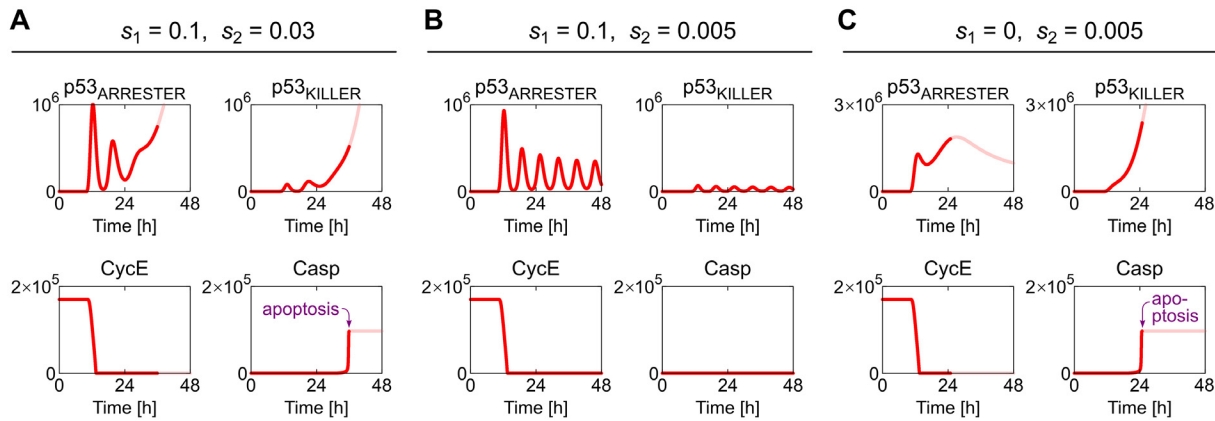 A
s1 = 0.1, s2 = 0.03
p53ARRESTER
10^6
0
0 24 48
Time [h]
p53KILLER
10^6
0
0 24 48
Time [h]
CycE
2×10^5
0
0 24 48
Time [h]
Casp
2×10^5
apoptosis
0
0 24 48
Time [h]
B
s1 = 0.1, s2 = 0.005
p53ARRESTER
10^6
0
0 24 48
Time [h]
p53KILLER
10^6
0
0 24 48
Time [h]
CycE
2×10^5
0
0 24 48
Time [h]
Casp
2×10^5
0
0 24 48
Time [h]
C
s1 = 0, s2 = 0.005
p53ARRESTER
3×10^6
0
0 24 48
Time [h]
p53KILLER
3×10^6
0
0 24 48
Time [h]
CycE
2×10^5
0
0 24 48
Time [h]
Casp
2×10^5
apo-
ptosis
0
0 24 48
Time [h]